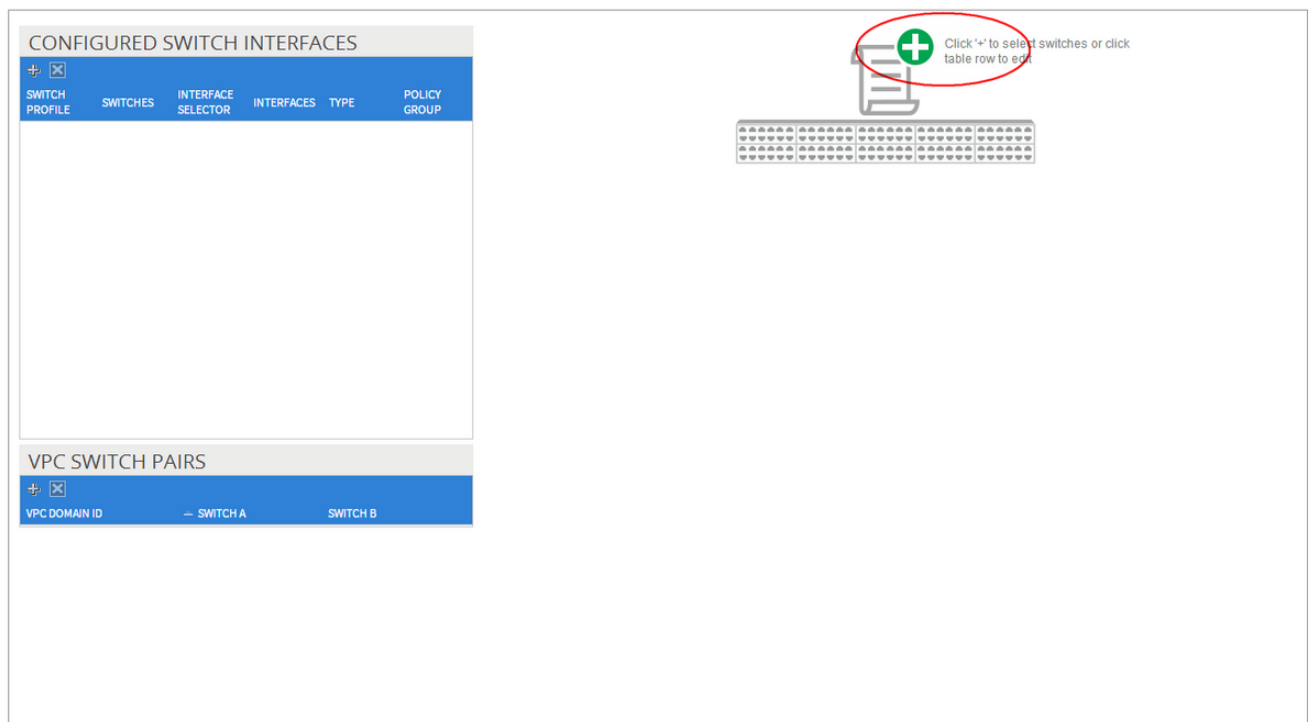 CONFIGURED SWITCH INTERFACES
SWITCH PROFILE
SWITCHES
INTERFACE SELECTOR
INTERFACES
TYPE
POLICY GROUP
VPC SWITCH PAIRS
VPC DOMAIN ID
SWITCH A
SWITCH B
Click '+' to select switches or click
table row to edit